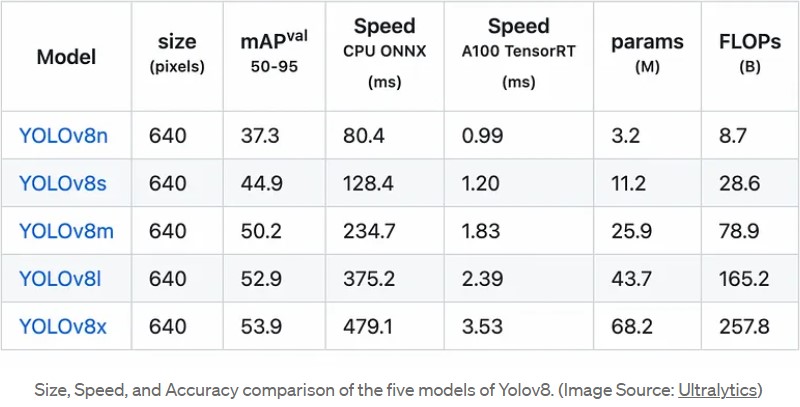 Model size (pixels) mAPval 50-95 Speed CPU ONNX (ms) Speed A100 TensorRT (ms) params (M) FLOPs (B)
YOLOv8n 640 37.3 80.4 0.99 3.2 8.7
YOLOv8s 640 44.9 128.4 1.20 11.2 28.6
YOLOv8m 640 50.2 234.7 1.83 25.9 78.9
YOLOv8l 640 52.9 375.2 2.39 43.7 165.2
YOLOv8x 640 53.9 479.1 3.53 68.2 257.8
Size, Speed, and Accuracy comparison of the five models of Yolov8. (Image Source: Ultralytics)